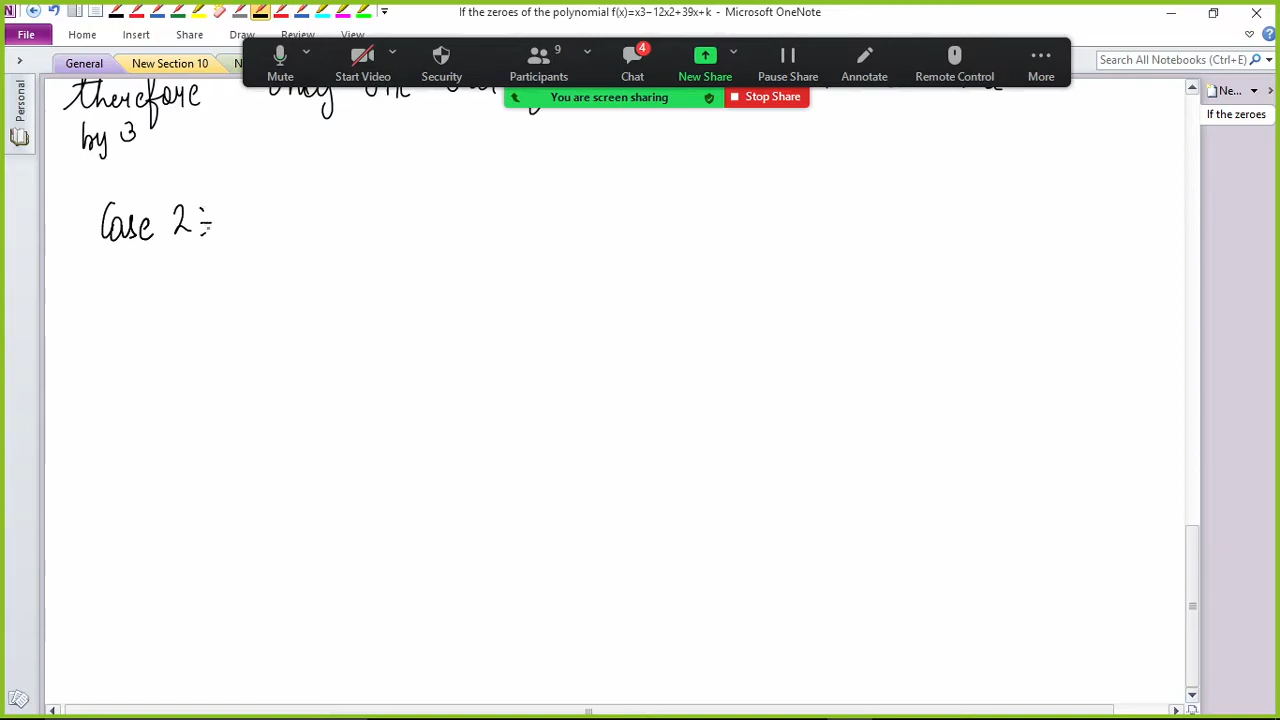 If the zeroes of the polynomial f(x)=x3−12x2+39x+k - Microsoft OneNote
File Home Insert Share Draw Review View
General New Section 10
Search All Notebooks (Ctrl+E)
Mute Start Video Security Participants 9 Chat 4 New Share Pause Share Annotate Remote Control More
You are screen sharing Stop Share
Personal
Ne...
If the zeroes
therefore only one
by 3
Case 2 :-